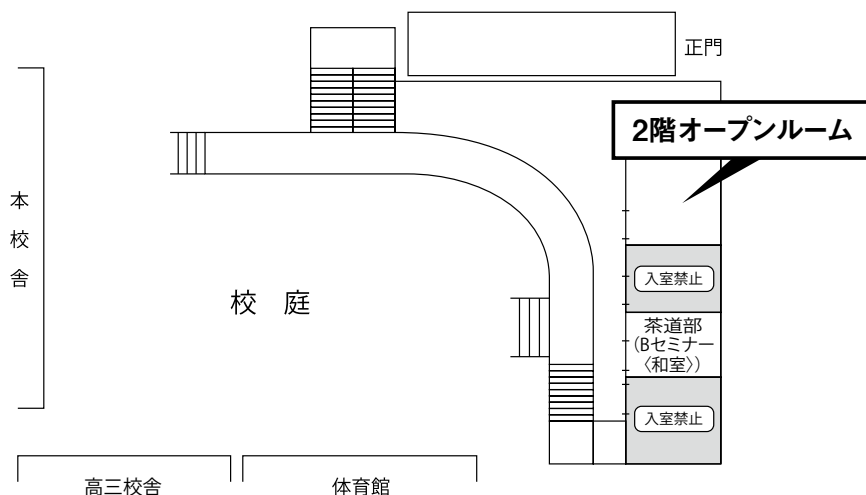 正門
2階オープンルーム
本校舎
入室禁止
校 庭
茶道部
(Bセミナー
〈和室〉)
入室禁止
高三校舎
体育館